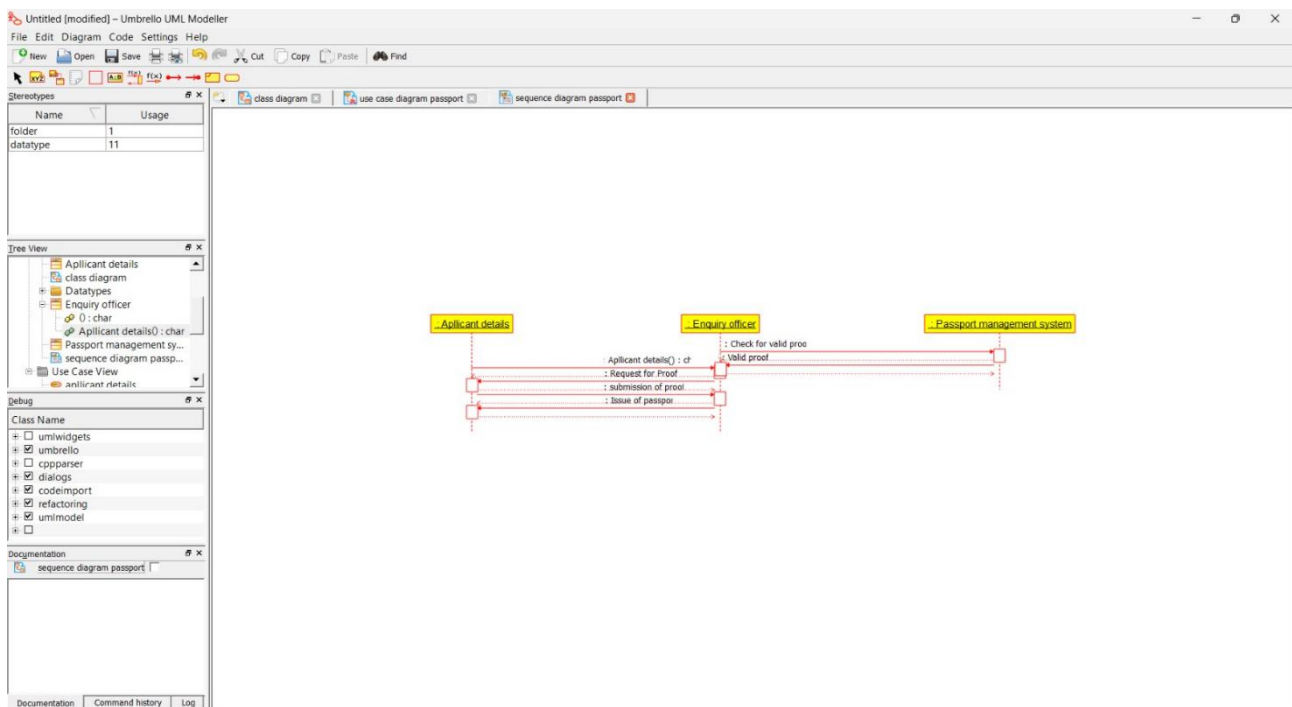 Untitled [modified] – Umbrello UML Modeller
File Edit Diagram Code Settings Help
New Open Save Cut Copy Paste Find
xyz A:B f(x) f(x)
Stereotypes
class diagram use case diagram passport sequence diagram passport
Name Usage
folder 1
datatype 11
Tree View
Apllicant details
class diagram
Datatypes
Enquiry officer
() : char
Apllicant details() : char
Passport management sy...
sequence diagram passp...
Use Case View
apllicant details
: Apllicant details : Enquiry officer : Passport management system
: Check for valid proo
: Valid proof
: Apllicant details() : ch
: Request for Proof
: submission of proof
: Issue of passpor
Debug
Class Name
umlwidgets
umbrello
cppparser
dialogs
codeimport
refactoring
umlmodel
Documentation
sequence diagram passport
Documentation Command history Log